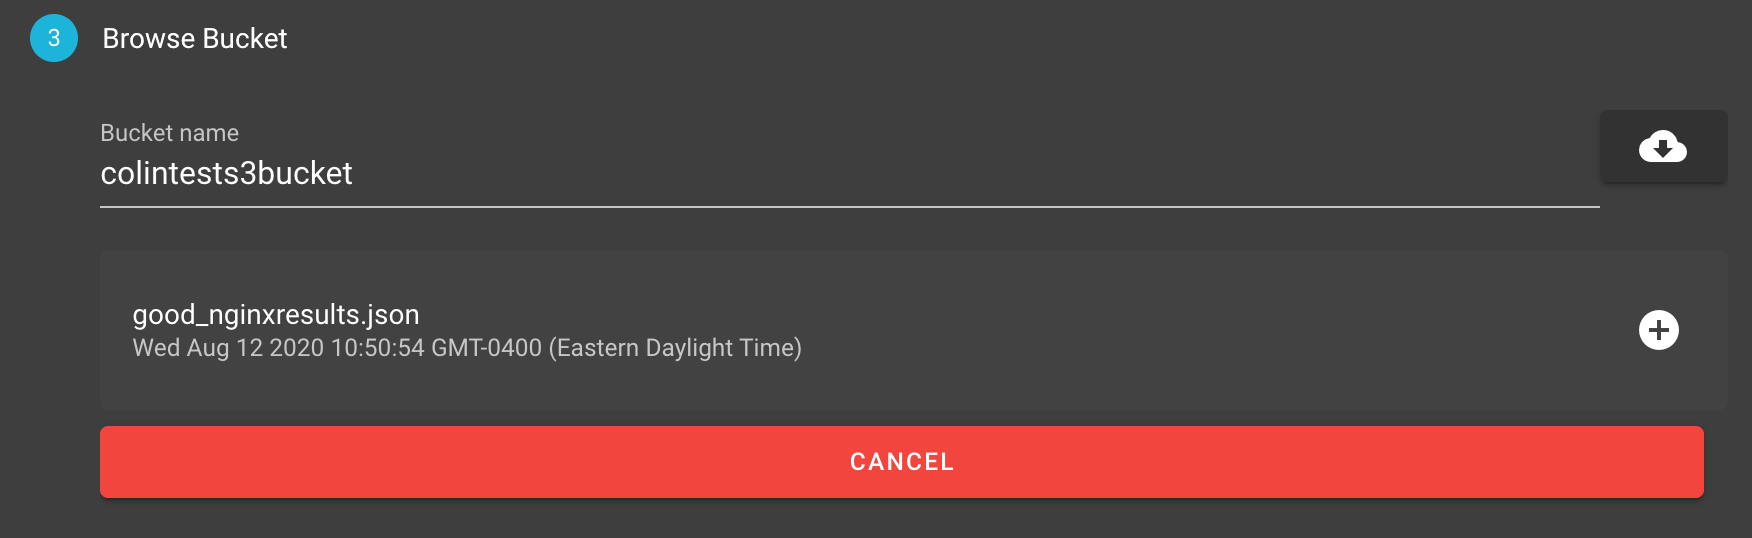 3
Browse Bucket
Bucket name
colintests3bucket
good_nginxresults.json
Wed Aug 12 2020 10:50:54 GMT-0400 (Eastern Daylight Time)
CANCEL